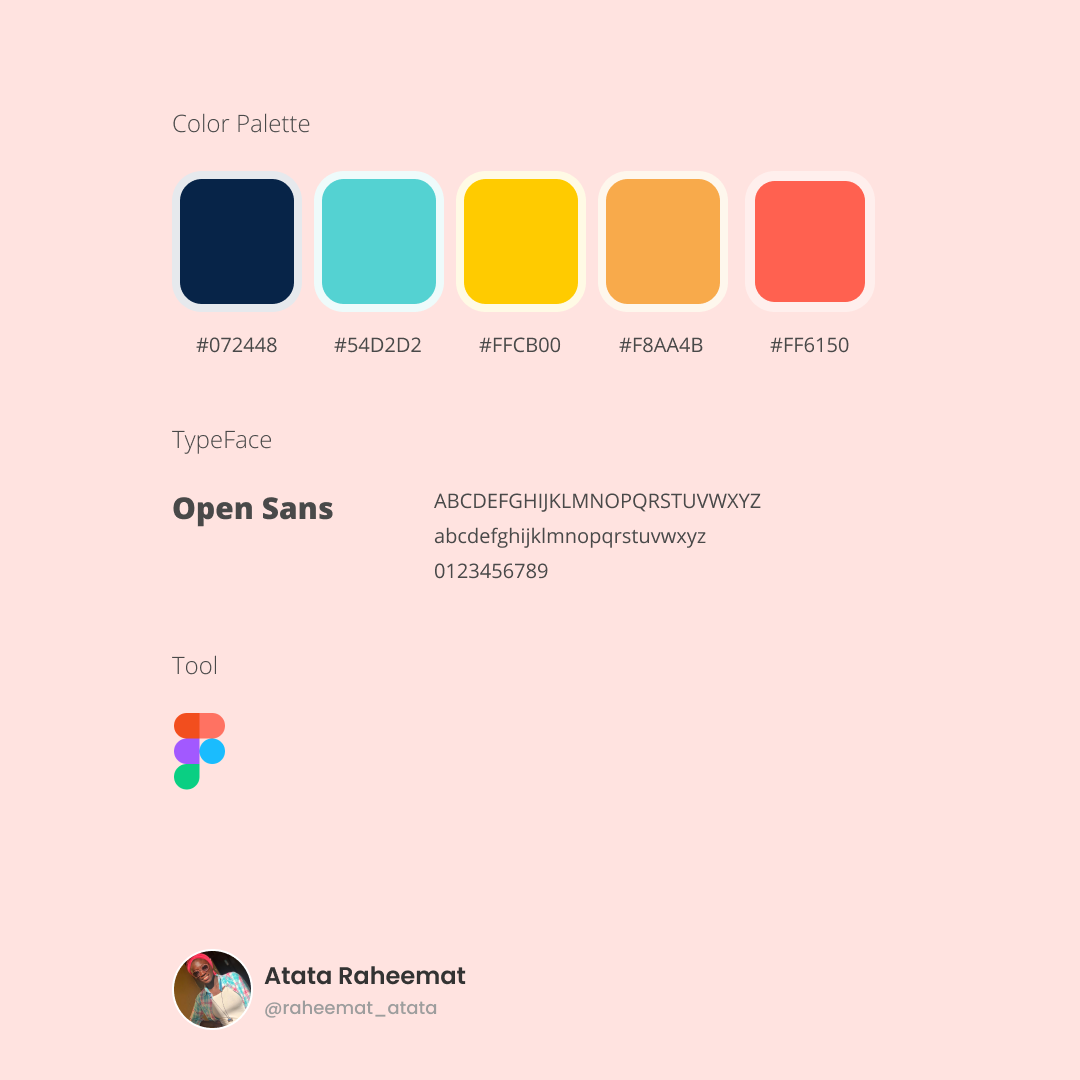 Color Palette
#072448
#54D2D2
#FFCB00
#F8AA4B
#FF6150
TypeFace
Open Sans
ABCDEFGHIJKLMNOPQRSTUVWXYZ
abcdefghijklmnopqrstuvwxyz
0123456789
Tool
Atata Raheemat
@raheemat_atata